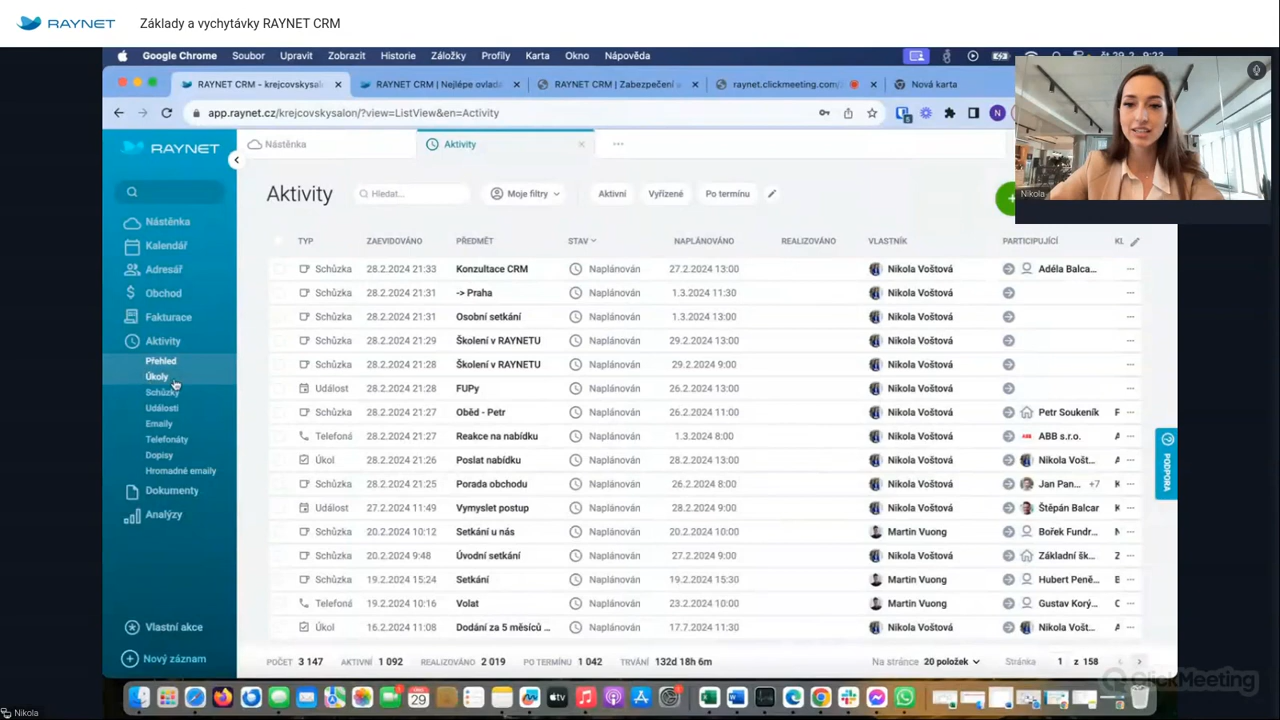 RAYNET Základy a vychytávky RAYNET CRM
Google Chrome Soubor Upravit Zobrazit Historie Záložky Profily Karta Okno Nápověda
RAYNET CRM - krejcovskysalon RAYNET CRM | Nejlépe ovlada RAYNET CRM | Zabezpečení raynet.clickmeeting.com/ Nová karta
app.raynet.cz/krejcovskysalon/?view=ListView&en=Activity
Nikola
RAYNET
Nástěnka
Kalendář
Adresář
Obchod
Fakturace
Aktivity
Přehled
Úkoly
Schůzky
Události
Emaily
Telefonáty
Dopisy
Hromadné emaily
Dokumenty
Analýzy
Vlastní akce
Nový záznam
Nástěnka Aktivity
Aktivity Hledat... Moje filtry Aktivní Vyřízené Po termínu
TYP ZAEVIDOVÁNO PŘEDMĚT STAV NAPLÁNOVÁNO REALIZOVÁNO VLASTNÍK PARTICIPUJÍCÍ KL
Schůzka 28.2.2024 21:33 Konzultace CRM Naplánován 27.2.2024 13:00 Nikola Voštová Adéla Balca...
Schůzka 28.2.2024 21:31 -> Praha Naplánován 1.3.2024 11:30 Nikola Voštová
Schůzka 28.2.2024 21:31 Osobní setkání Naplánován 1.3.2024 13:00 Nikola Voštová
Schůzka 28.2.2024 21:29 Školení v RAYNETU Naplánován 29.2.2024 13:00 Nikola Voštová
Schůzka 28.2.2024 21:28 Školení v RAYNETU Naplánován 29.2.2024 9:00 Nikola Voštová
Událost 28.2.2024 21:28 FUPy Naplánován 26.2.2024 13:00 Nikola Voštová
Schůzka 28.2.2024 21:27 Oběd - Petr Naplánován 26.2.2024 11:00 Nikola Voštová Petr Soukeník F
Telefoná 28.2.2024 21:27 Reakce na nabídku Naplánován 1.3.2024 8:00 Nikola Voštová ABB s.r.o. A
Úkol 28.2.2024 21:26 Poslat nabídku Naplánován 28.2.2024 13:00 Nikola Voštová Nikola Vošt... A
Schůzka 28.2.2024 21:25 Porada obchodu Naplánován 26.2.2024 8:00 Nikola Voštová Jan Pan... +7 K
Událost 27.2.2024 11:49 Vymyslet postup Naplánován 28.2.2024 9:00 Nikola Voštová Štěpán Balcar K
Schůzka 20.2.2024 10:12 Setkání u nás Naplánován 20.2.2024 10:00 Martin Vuong Bořek Fundr... N
Schůzka 20.2.2024 9:48 Úvodní setkání Naplánován 27.2.2024 9:00 Nikola Voštová Základní šk... Z
Schůzka 19.2.2024 15:24 Setkání Naplánován 19.2.2024 15:30 Martin Vuong Hubert Peně... F
Telefoná 19.2.2024 10:16 Volat Naplánován 23.2.2024 10:00 Martin Vuong Gustav Korý... A
Úkol 16.2.2024 11:08 Dodání za 5 měsíců ... Naplánován 17.7.2024 11:30 Nikola Voštová Nikola Vošt... A
POČET 3 147 AKTIVNÍ 1 092 REALIZOVÁNO 2 019 PO TERMÍNU 1 042 TRVÁNÍ 132d 18h 6m Na stránce 20 položek Stránka 1 z 158
PODPORA
ClickMeeting
Nikola